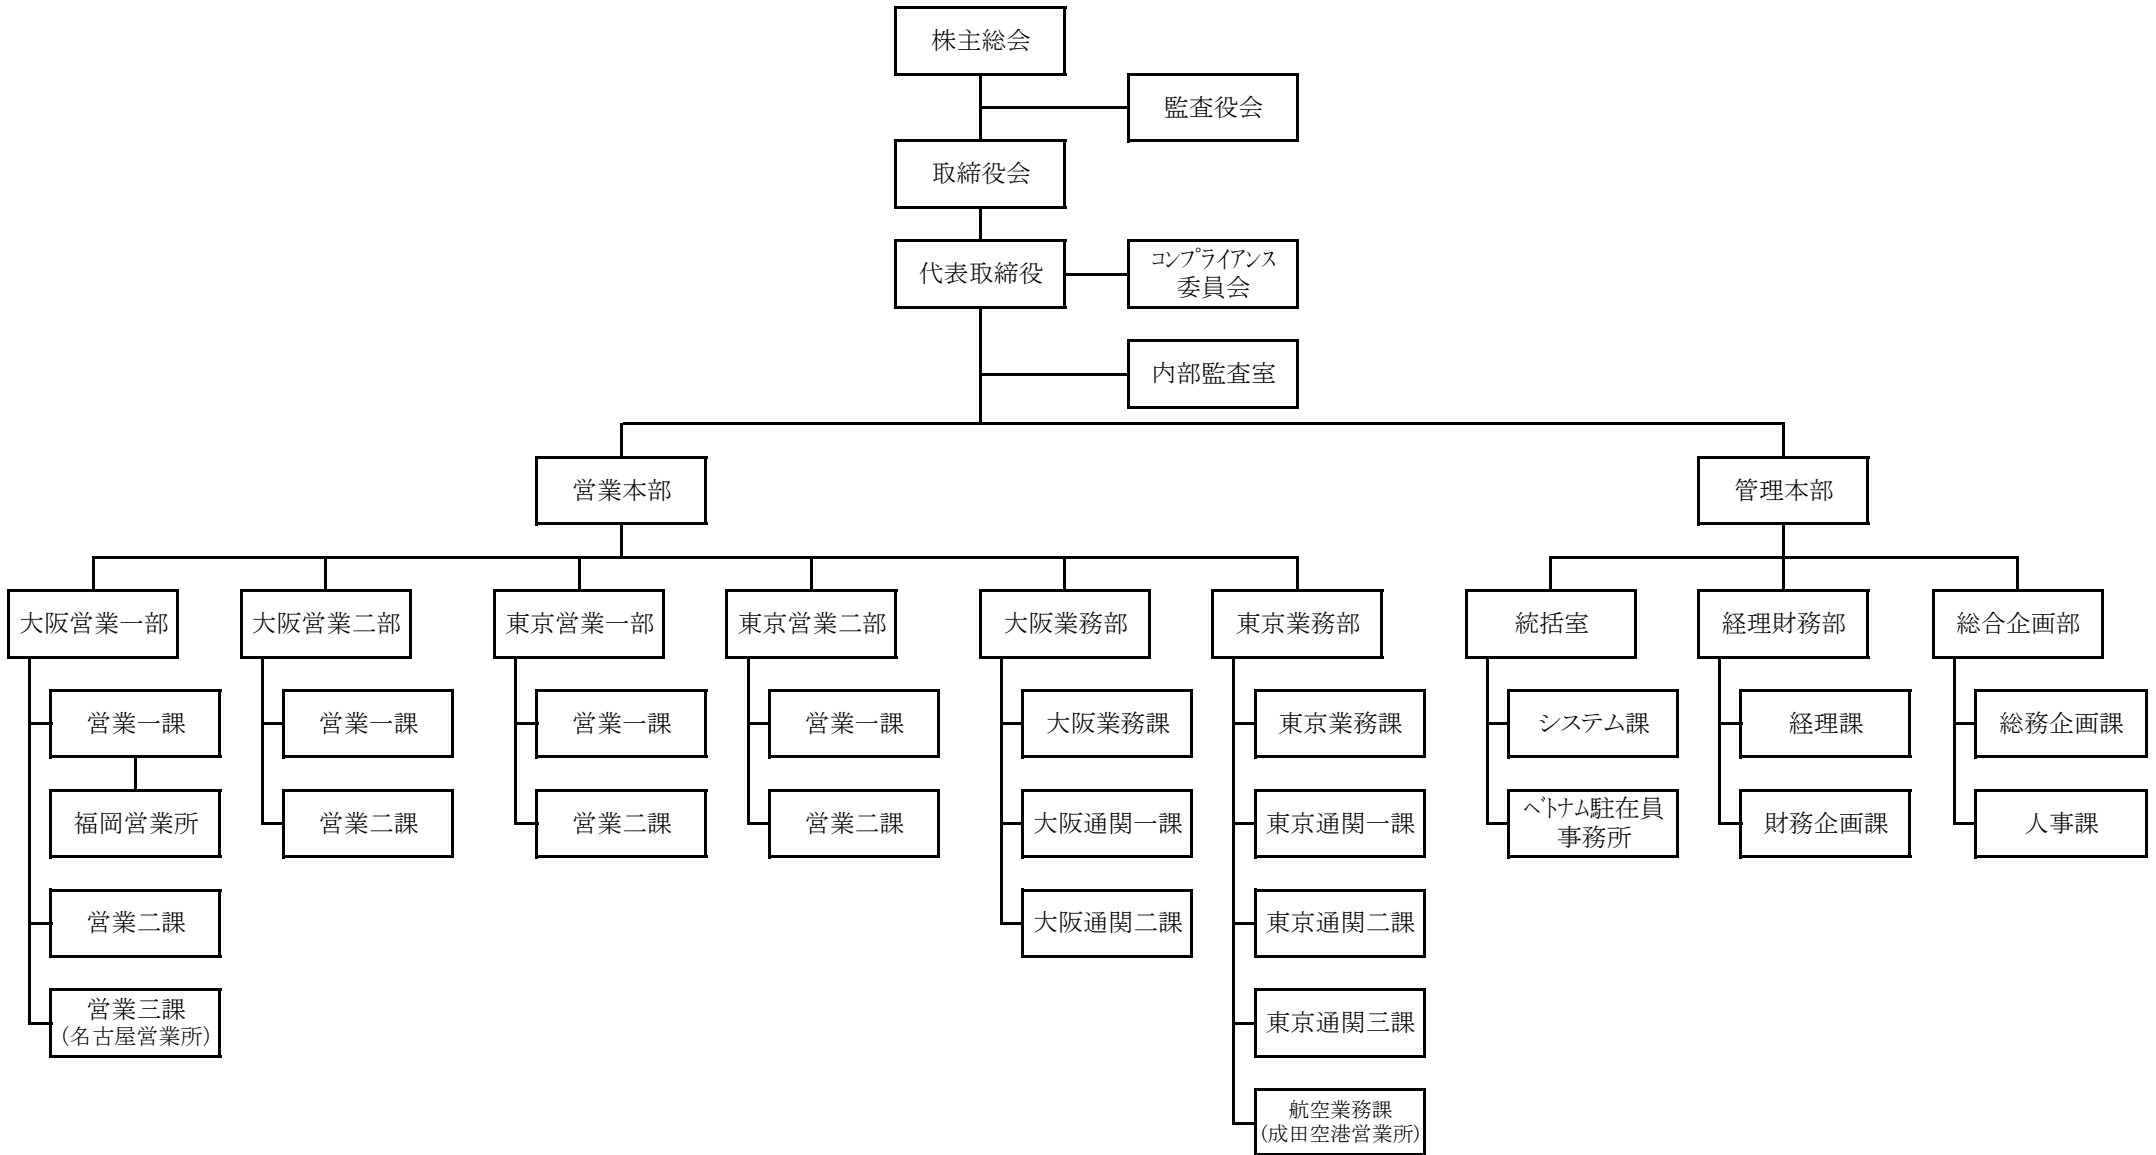 株主総会
監査役会
取締役会
代表取締役
コンプライアンス
委員会
内部監査室
営業本部
管理本部
大阪営業一部
大阪営業二部
東京営業一部
東京営業二部
大阪業務部
東京業務部
統括室
経理財務部
総合企画部
営業一課
営業一課
営業一課
営業一課
大阪業務課
東京業務課
システム課
経理課
総務企画課
福岡営業所
営業二課
営業二課
営業二課
大阪通関一課
東京通関一課
ベトナム駐在員
事務所
財務企画課
人事課
営業二課
大阪通関二課
東京通関二課
営業三課
(名古屋営業所)
東京通関三課
航空業務課
(成田空港営業所)